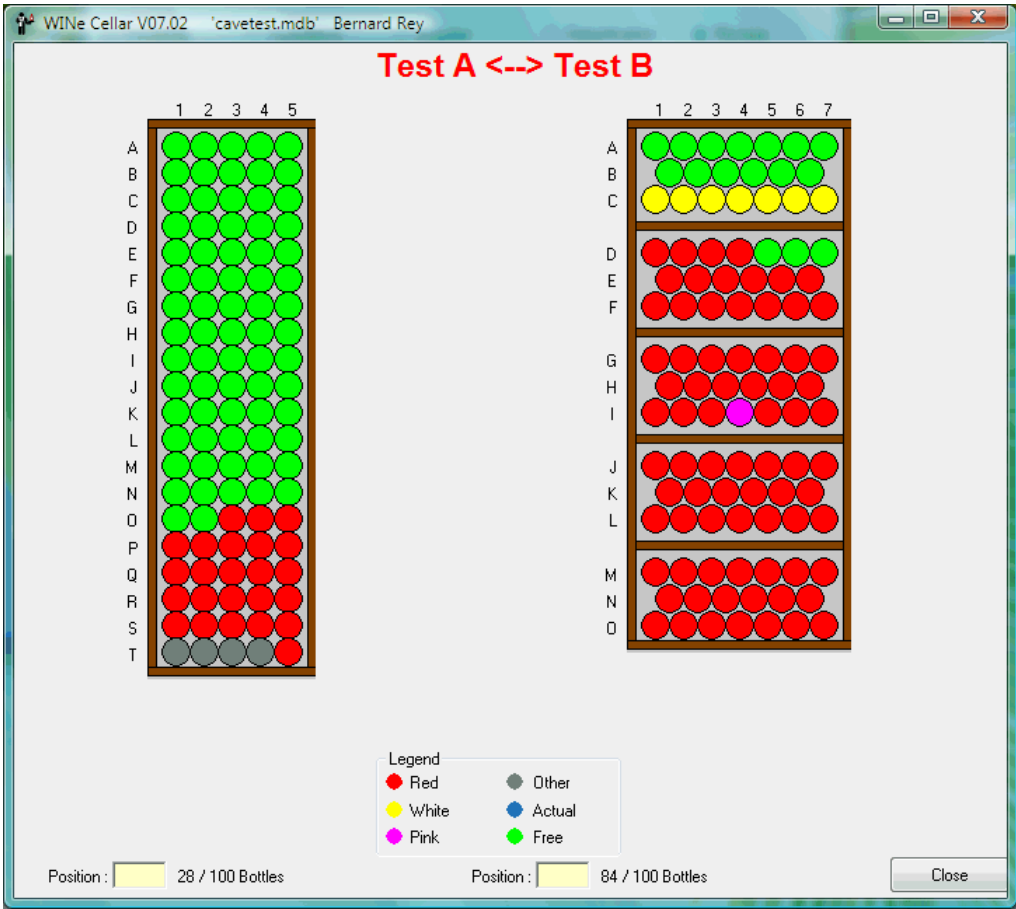 WINe Cellar V07.02 'cavetest.mdb' Bernard Rey
Test A <--> Test B
1 2 3 4 5
A
B
C
D
E
F
G
H
I
J
K
L
M
N
O
P
Q
R
S
T
1 2 3 4 5 6 7
A
B
C
D
E
F
G
H
I
J
K
L
M
N
O
Legend
Red Other
White Actual
Pink Free
Position : 28 / 100 Bottles Position : 84 / 100 Bottles Close